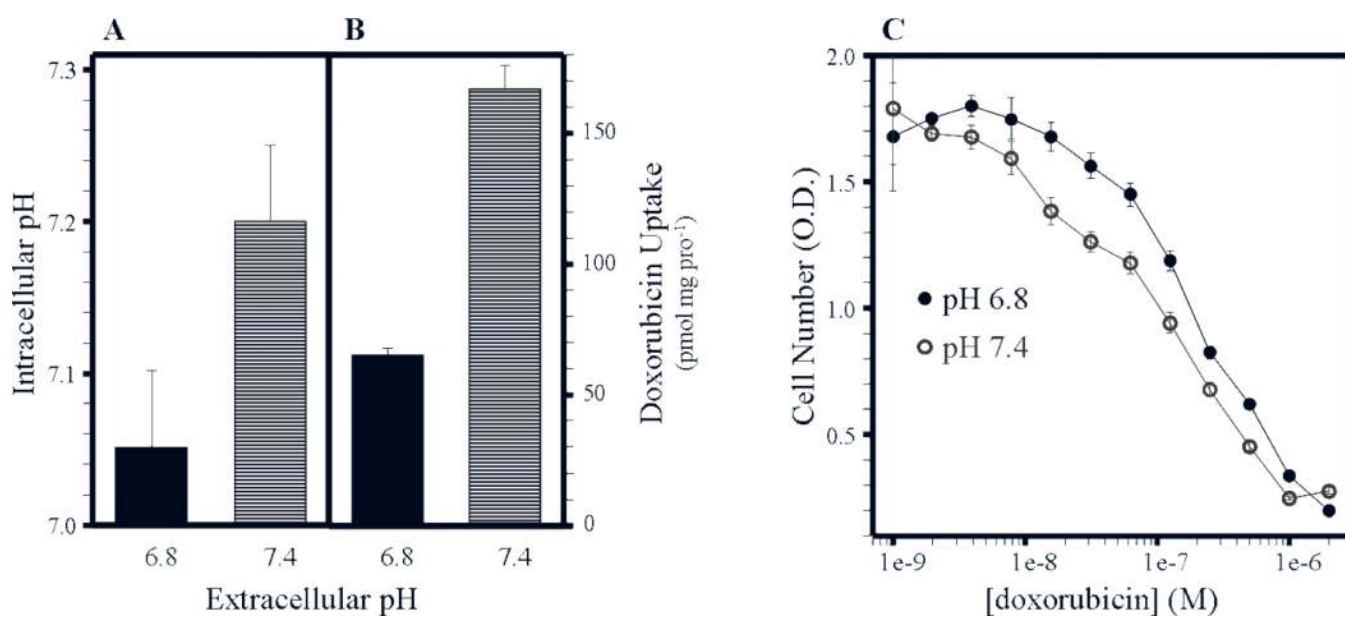 A
B
C
7.3
7.2
7.1
7.0
Intracellular pH
6.8
7.4
6.8
7.4
Extracellular pH
150
100
50
0
Doxorubicin Uptake
(pmol mg pro⁻¹)
2.0
1.5
1.0
0.5
Cell Number (O.D.)
pH 6.8
pH 7.4
1e-9
1e-8
1e-7
1e-6
[doxorubicin] (M)